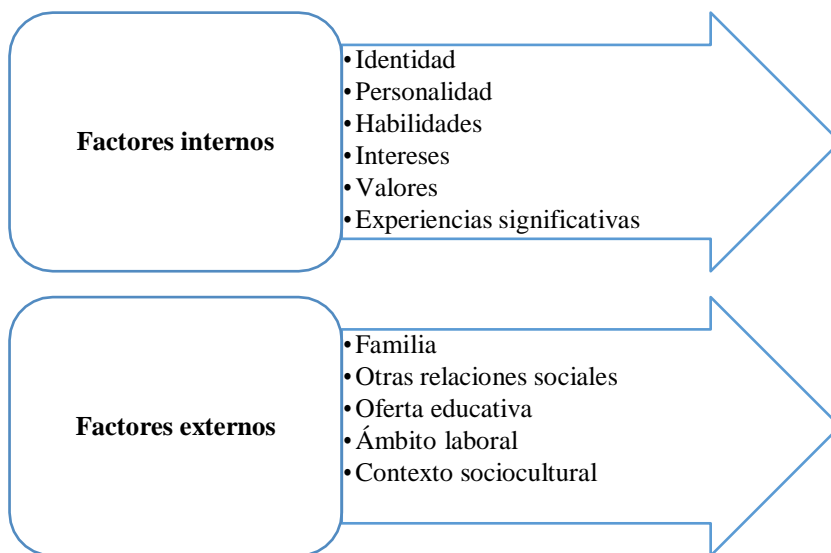 Factores internos
•Identidad
•Personalidad
•Habilidades
•Intereses
•Valores
•Experiencias significativas
Factores externos
•Familia
•Otras relaciones sociales
•Oferta educativa
•Ámbito laboral
•Contexto sociocultural